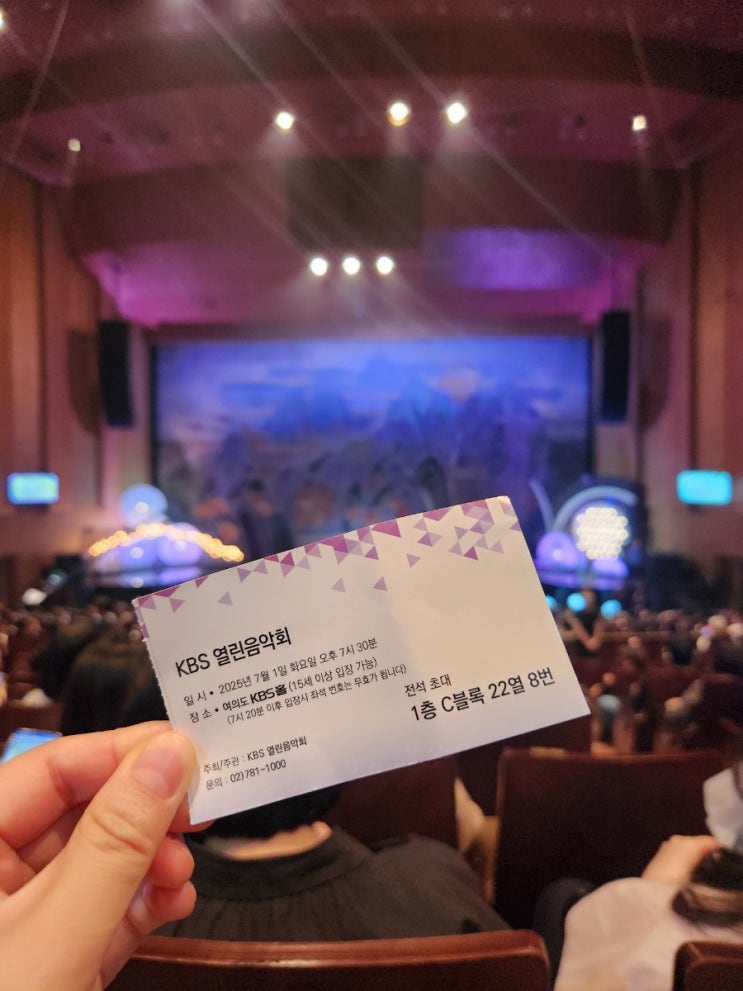 KBS 열린음악회
일 시 • 2025년 7월 1일 화요일 오후 7시 30분
장 소 • 여의도 KBS홀 (15세 이상 입장 가능)
(7시 20분 이후 입장시 좌석 번호는 무효가 됩니다)
전석 초대
1층 C블록 22열 8번
주최/주관 : KBS 열린음악회
문의 : 02)781-1000